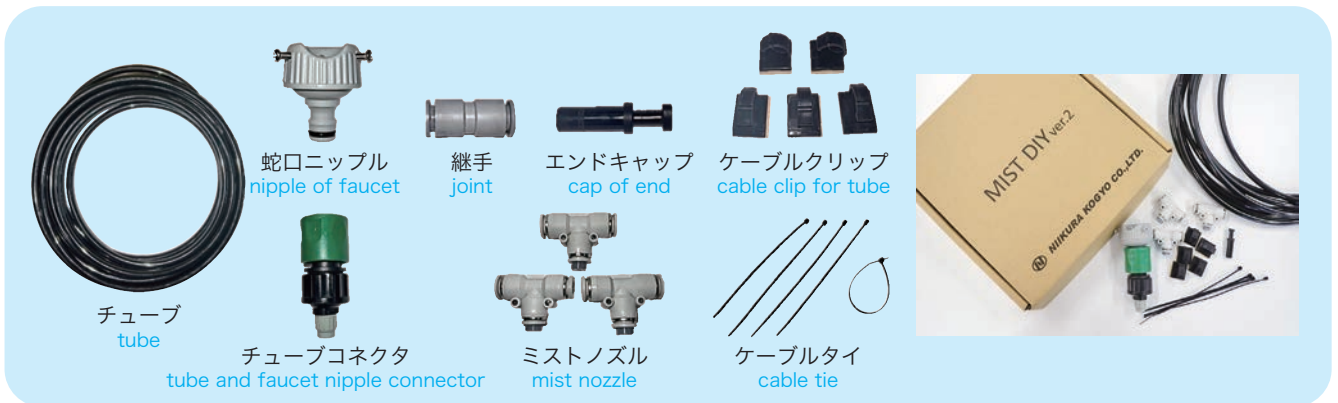 蛇口ニップル
nipple of faucet
継手
joint
エンドキャップ
cap of end
ケーブルクリップ
cable clip for tube
チューブ
tube
チューブコネクタ
tube and faucet nipple connector
ミストノズル
mist nozzle
ケーブルタイ
cable tie
MIST DIY ver.2
N NIIKURA KOGYO CO.,LTD.